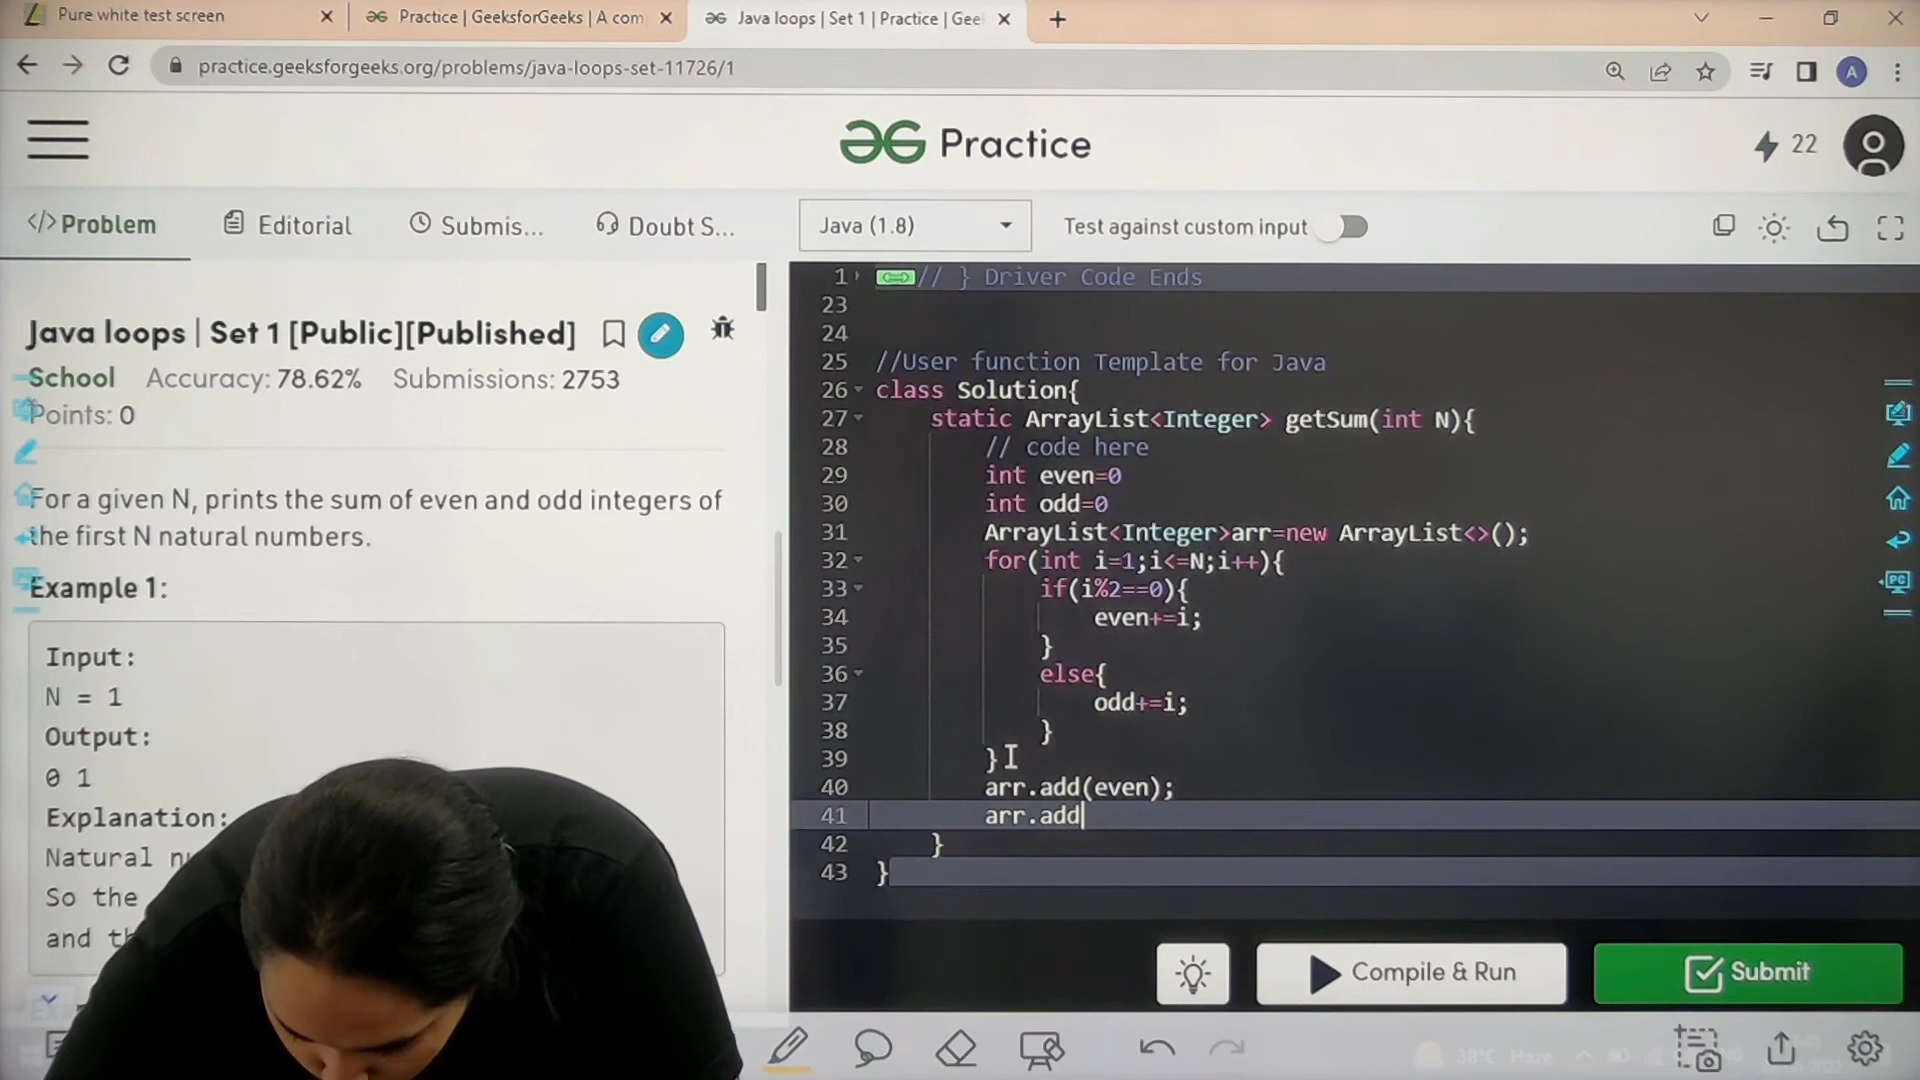 Pure white test screen
Practice | GeeksforGeeks | A com
Java loops | Set 1 | Practice | Gee
practice.geeksforgeeks.org/problems/java-loops-set-11726/1
A
Practice
22
</> Problem
Editorial
Submis...
Doubt S...
Java (1.8)
Test against custom input
Java loops | Set 1 [Public][Published]
School Accuracy: 78.62% Submissions: 2753
Points: 0
For a given N, prints the sum of even and odd integers of
the first N natural numbers.
Example 1:
Input:
N = 1
Output:
0 1
Explanation:
Natural
So the
and
1 // } Driver Code Ends
23
24
25 //User function Template for Java
26 class Solution{
27 static ArrayList<Integer> getSum(int N){
28 // code here
29 int even=0
30 int odd=0
31 ArrayList<Integer>arr=new ArrayList<>();
32 for(int i=1;i<=N;i++){
33 if(i%2==0){
34 even+=i;
35 }
36 else{
37 odd+=i;
38 }
39 }
40 arr.add(even);
41 arr.add
42 }
43 }
PC
Compile & Run
Submit
38°C Haze